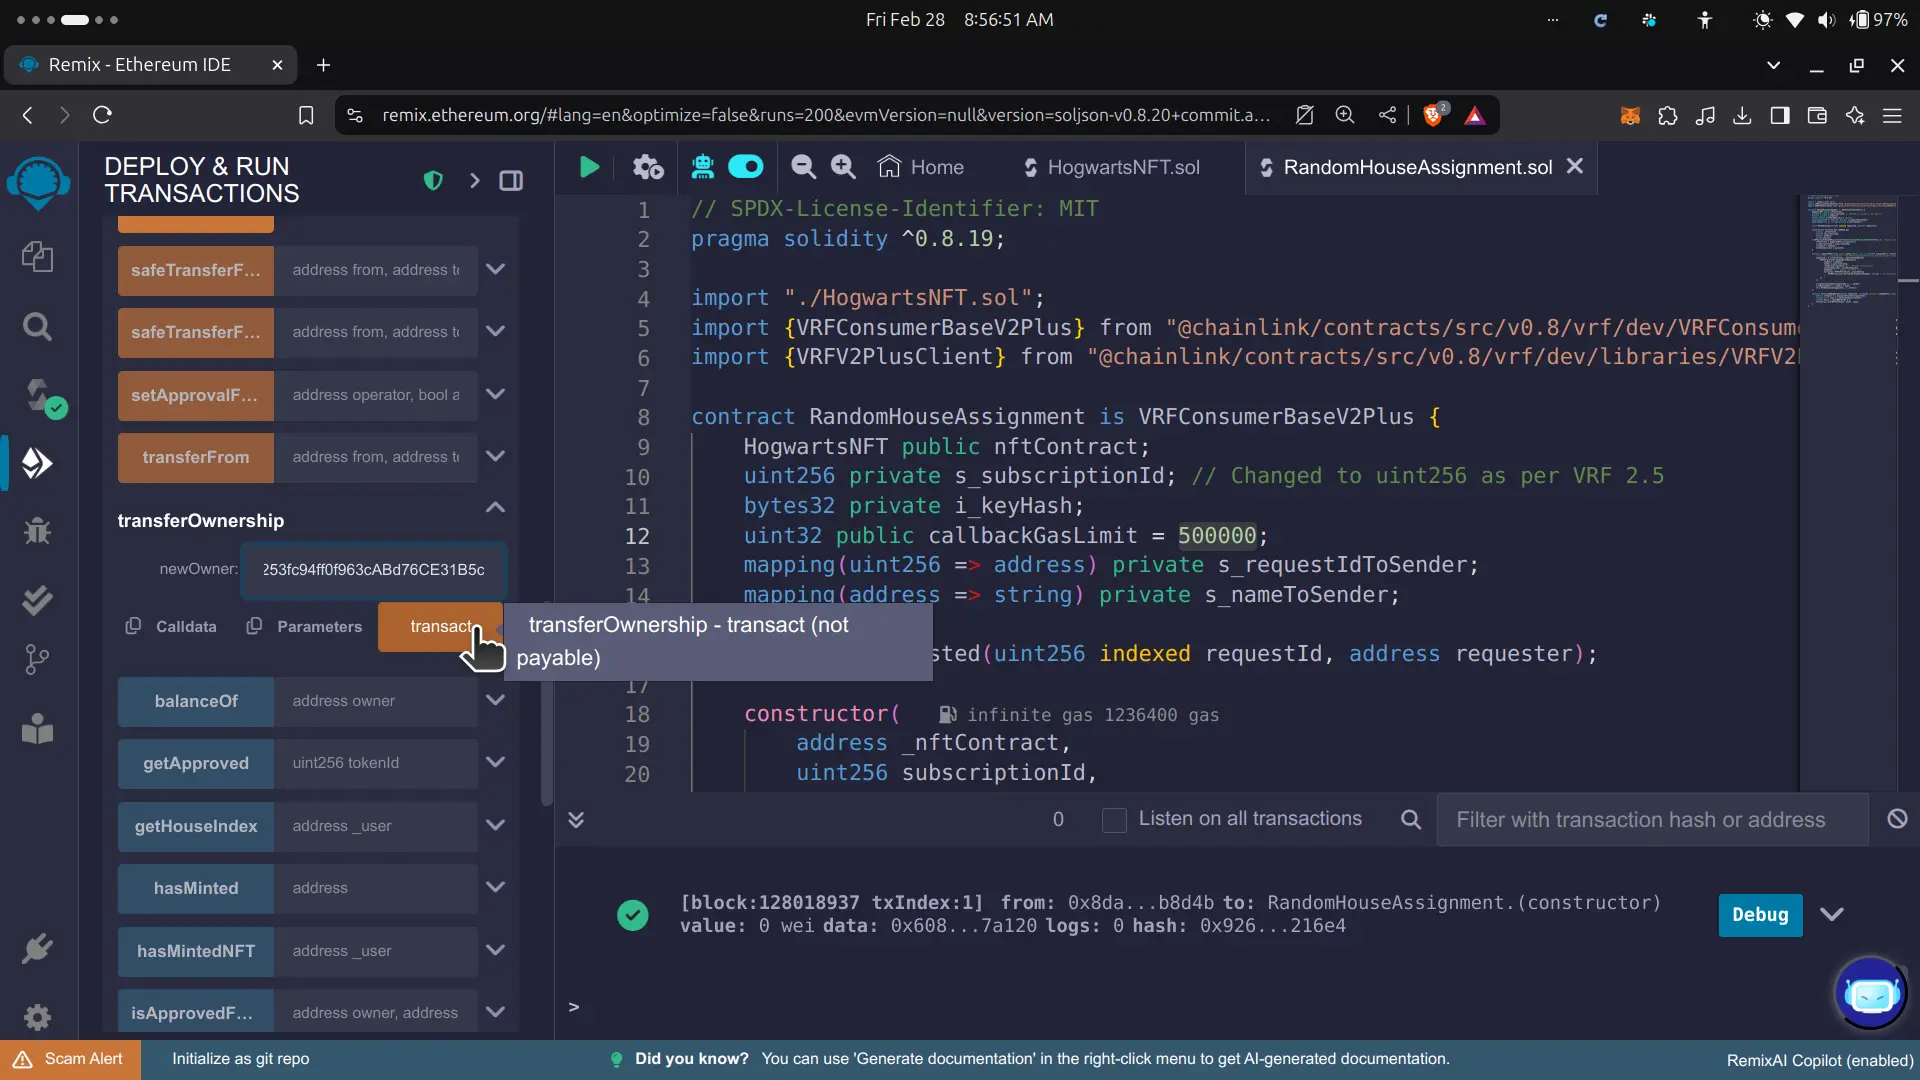 Fri Feb 28 8:56:51 AM
97%
Remix - Ethereum IDE
remix.ethereum.org/#lang=en&optimize=false&runs=200&evmVersion=null&version=soljson-v0.8.20+commit.a...
2
DEPLOY & RUN
TRANSACTIONS
safeTransferF... address from, address to
safeTransferF... address from, address to
setApprovalF... address operator, bool a
transferFrom address from, address to
transferOwnership
newOwner: 253fc94ff0f963cABd76CE31B5c
Calldata Parameters transact
transferOwnership - transact (not
payable)
balanceOf address owner
getApproved uint256 tokenId
getHouseIndex address _user
hasMinted address
hasMintedNFT address _user
isApprovedF... address owner, address
Home HogwartsNFT.sol RandomHouseAssignment.sol
1 // SPDX-License-Identifier: MIT
2 pragma solidity ^0.8.19;
3
4 import "./HogwartsNFT.sol";
5 import {VRFConsumerBaseV2Plus} from "@chainlink/contracts/src/v0.8/vrf/dev/VRFConsume
6 import {VRFV2PlusClient} from "@chainlink/contracts/src/v0.8/vrf/dev/libraries/VRFV2
7
8 contract RandomHouseAssignment is VRFConsumerBaseV2Plus {
9 HogwartsNFT public nftContract;
10 uint256 private s_subscriptionId; // Changed to uint256 as per VRF 2.5
11 bytes32 private i_keyHash;
12 uint32 public callbackGasLimit = 500000;
13 mapping(uint256 => address) private s_requestIdToSender;
14 mapping(address => string) private s_nameToSender;
sted(uint256 indexed requestId, address requester);
17
18 constructor( infinite gas 1236400 gas
19 address _nftContract,
20 uint256 subscriptionId,
0 Listen on all transactions Filter with transaction hash or address
[block:128018937 txIndex:1] from: 0x8da...b8d4b to: RandomHouseAssignment.(constructor)
value: 0 wei data: 0x608...7a120 logs: 0 hash: 0x926...216e4
Debug
>
Scam Alert Initialize as git repo Did you know? You can use 'Generate documentation' in the right-click menu to get AI-generated documentation. RemixAI Copilot (enabled)